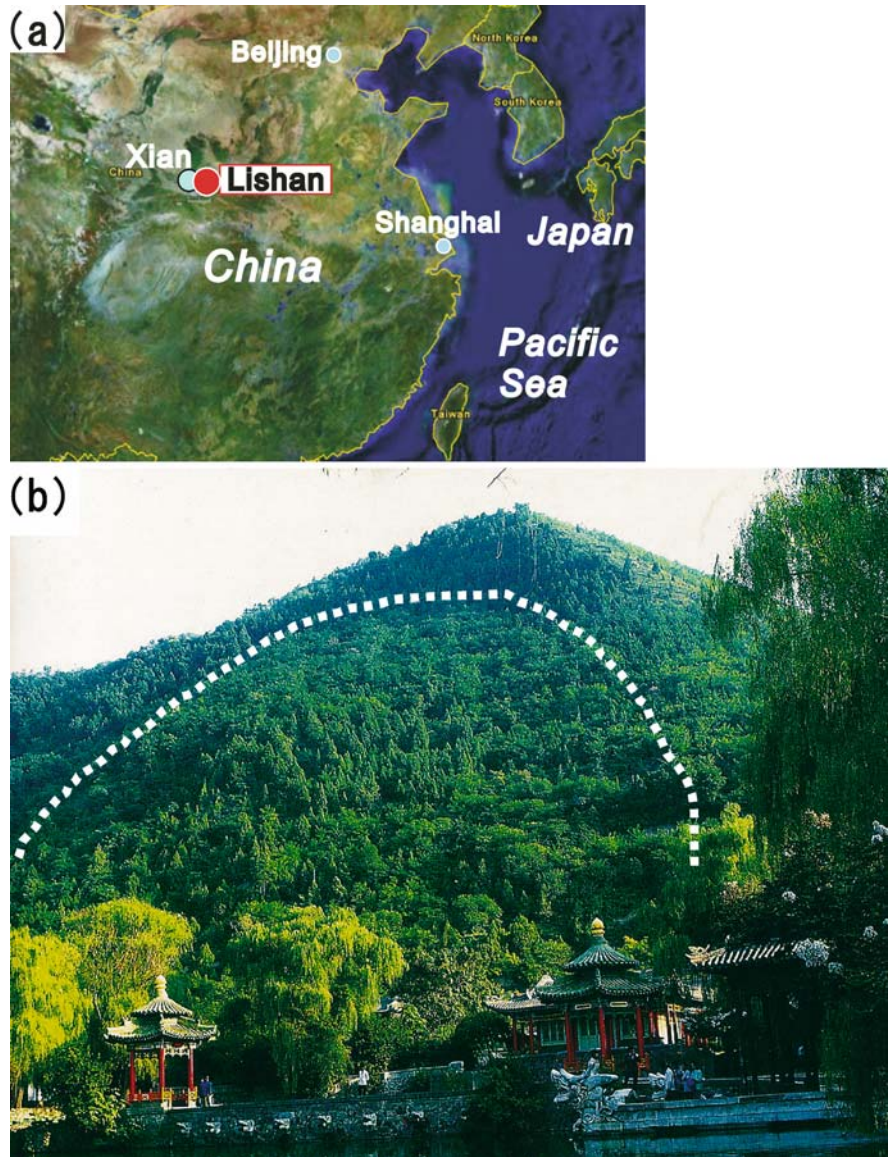 (a)
Beijing
North Korea
South Korea
Xian
China
Lishan
Shanghai
Japan
China
Pacific
Sea
Taiwan
(b)